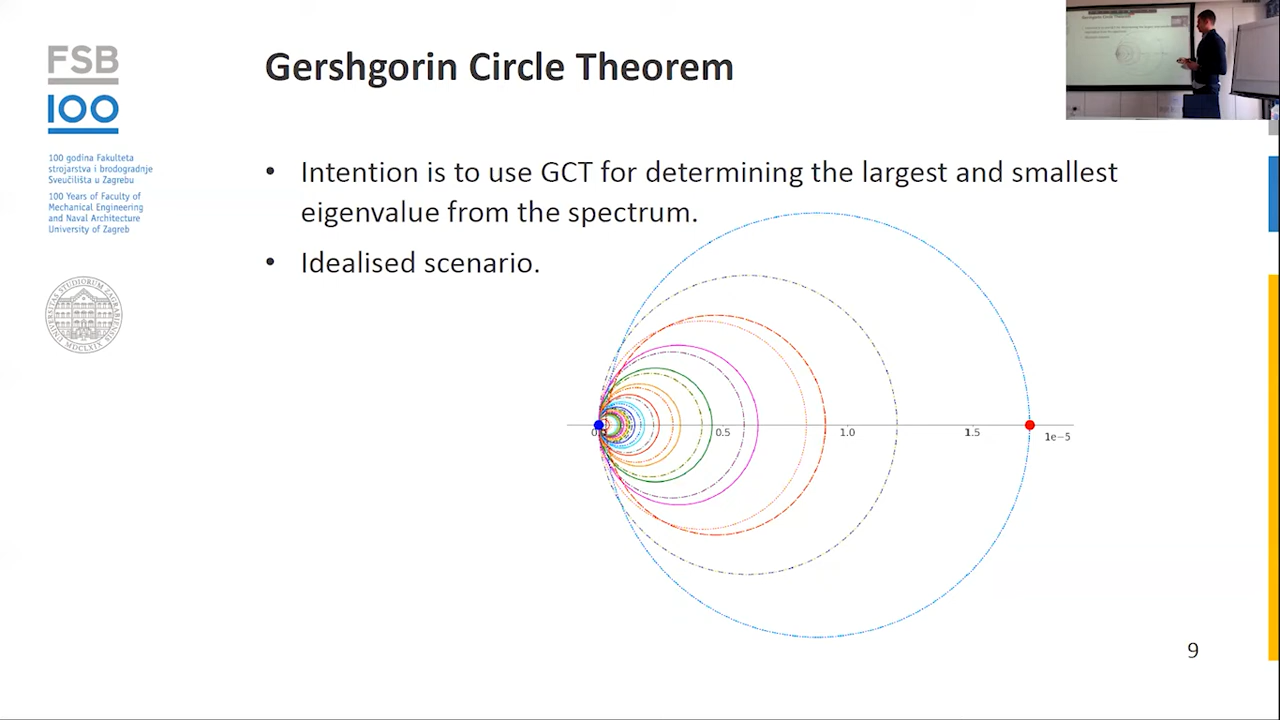 FSB
100
100 godina Fakulteta
strojarstva i brodogradnje
Sveučilišta u Zagrebu
100 Years of Faculty of
Mechanical Engineering
and Naval Architecture
University of Zagreb
Gershgorin Circle Theorem
• Intention is to use GCT for determining the largest and smallest
eigenvalue from the spectrum.
• Idealised scenario.
0.5
1.0
1.5
1e−5
9